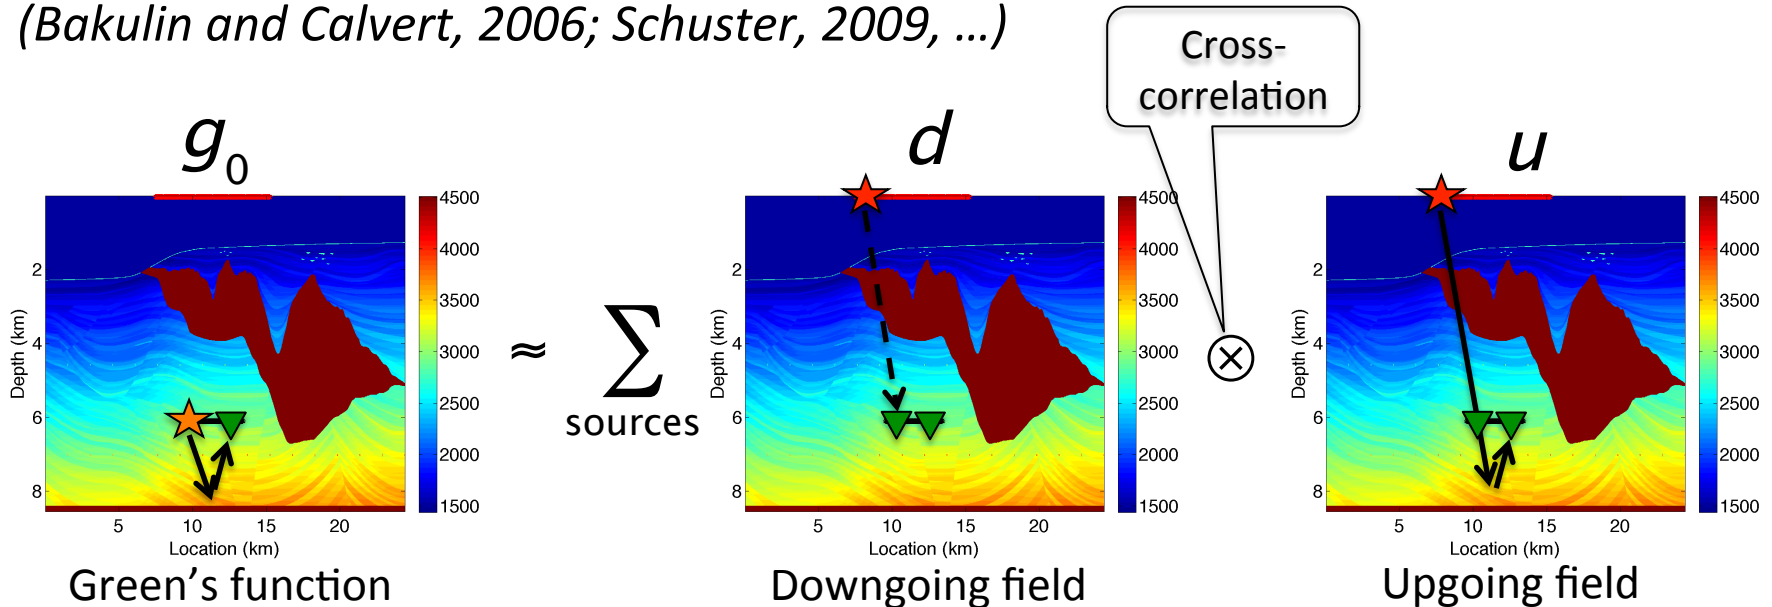 (Bakulin and Calvert, 2006; Schuster, 2009, …)
Cross-
correlation
g0
d
u
4500
4000
3500
3000
2500
2000
1500
2
4
6
8
Depth (km)
5 10 15 20
Location (km)
Green's function
≈
∑
sources
4500
4000
3500
3000
2500
2000
1500
2
4
6
8
Depth (km)
5 10 15 20
Location (km)
Downgoing field
⊗
4500
4000
3500
3000
2500
2000
1500
2
4
6
8
Depth (km)
5 10 15 20
Location (km)
Upgoing field